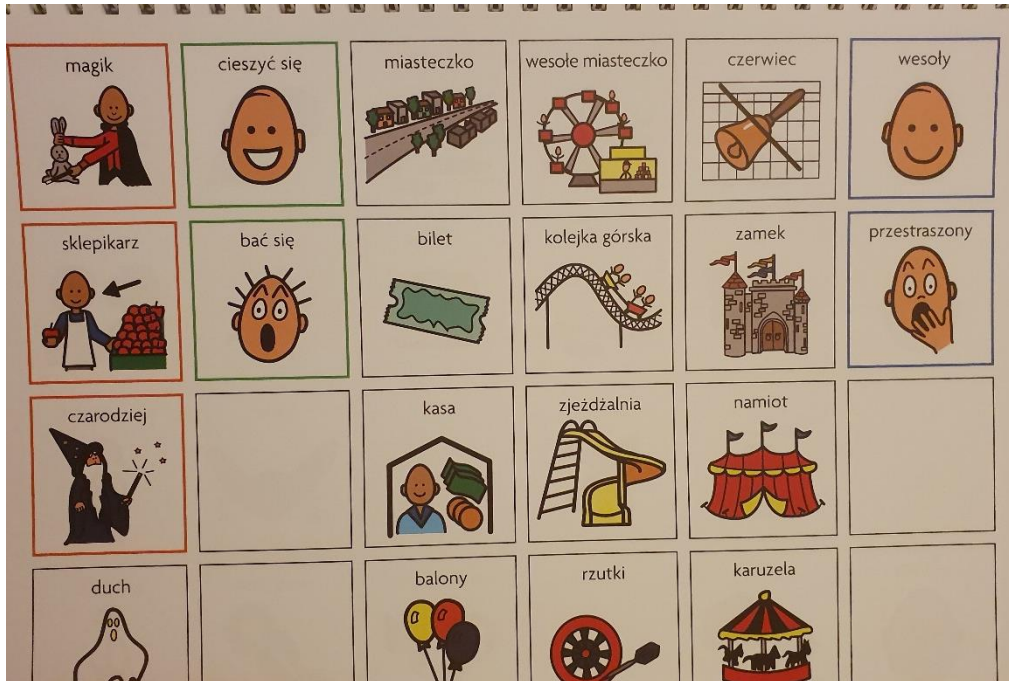 magik
cieszyć się
miasteczko
wesołe miasteczko
czerwiec
wesoły
sklepikarz
bać się
bilet
kolejka górska
zamek
przestraszony
czarodziej
kasa
zjeżdżalnia
namiot
duch
balony
rzutki
karuzela